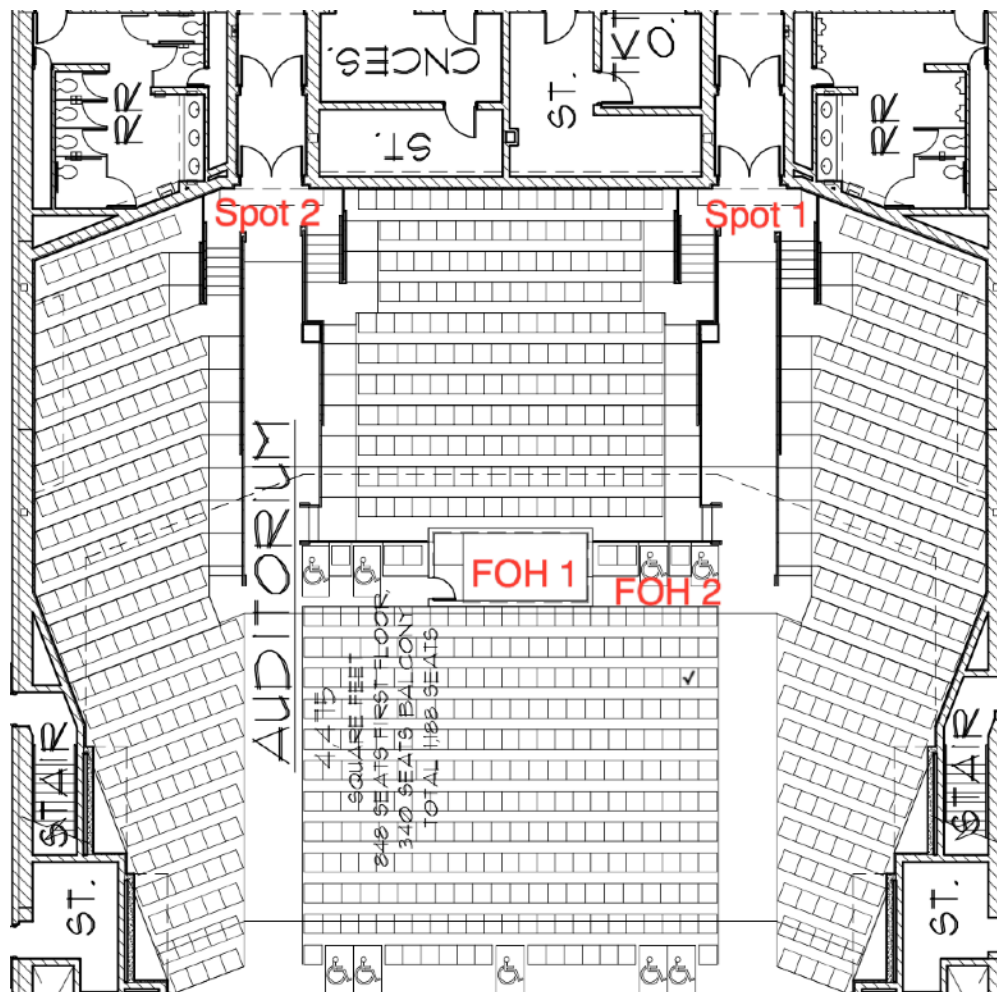 CNCES.
ST.
ST.
TKT
O.
RR
RR
Spot 2
Spot 1
AUDITORIUM
4,475
SQUARE FEET
848 SEATS FIRST FLOOR
340 SEATS BALCONY
TOTAL 1,188 SEATS
FOH 1
FOH 2
STAIR
STAIR
ST.
ST.